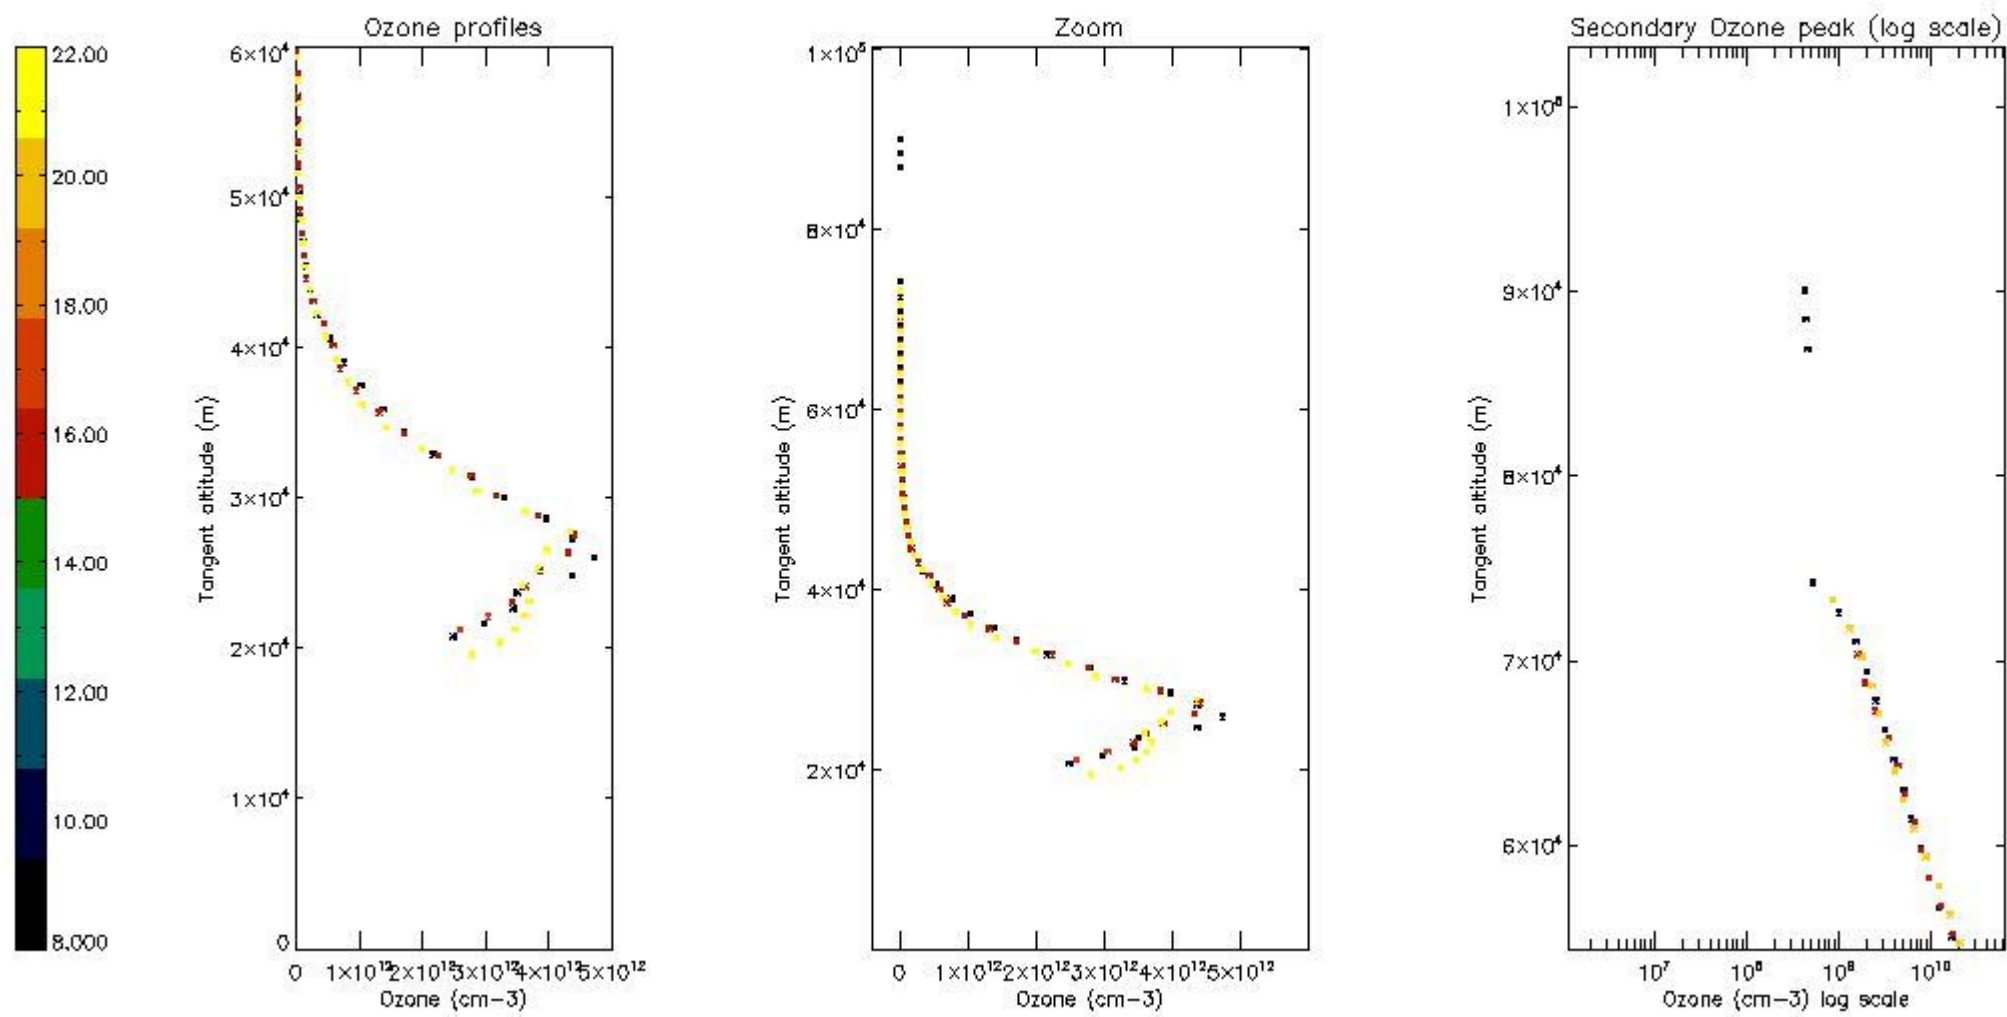 Ozone profiles
Zoom
Secondary Ozone peak (log scale)
22.00
20.00
18.00
16.00
14.00
12.00
10.00
8.000
6×10⁴
5×10⁴
4×10⁴
3×10⁴
2×10⁴
1×10⁴
0
Tangent altitude (m)
0 1×10¹² 2×10¹² 3×10¹² 4×10¹² 5×10¹²
Ozone (cm−3)
1×10⁵
8×10⁴
6×10⁴
4×10⁴
2×10⁴
Tangent altitude (m)
0 1×10¹² 2×10¹² 3×10¹² 4×10¹² 5×10¹²
Ozone (cm−3)
1×10⁵
9×10⁴
8×10⁴
7×10⁴
6×10⁴
Tangent altitude (m)
10⁷ 10⁸ 10⁹ 10¹⁰
Ozone (cm−3) log scale